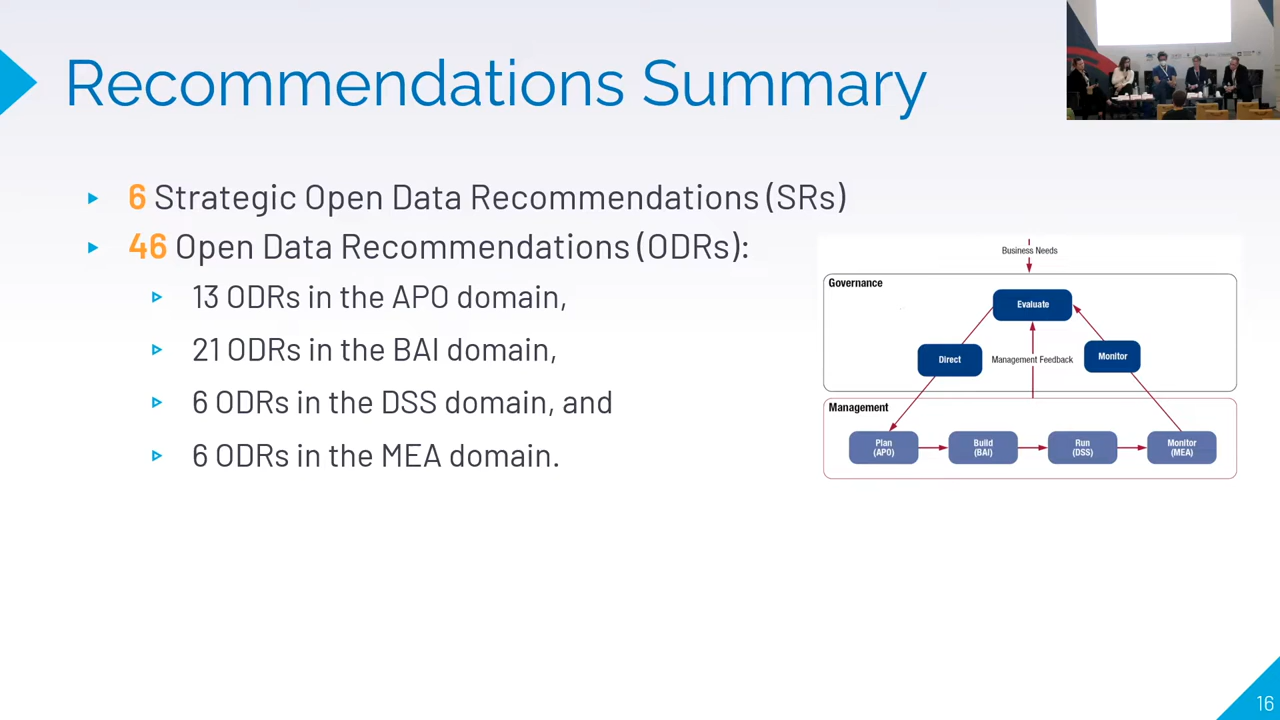 Recommendations Summary
6 Strategic Open Data Recommendations (SRs)
46 Open Data Recommendations (ODRs):
13 ODRs in the APO domain,
21 ODRs in the BAI domain,
6 ODRs in the DSS domain, and
6 ODRs in the MEA domain.
Business Needs
Governance
Evaluate
Direct
Management Feedback
Monitor
Management
Plan
(APO)
Build
(BAI)
Run
(DSS)
Monitor
(MEA)
16